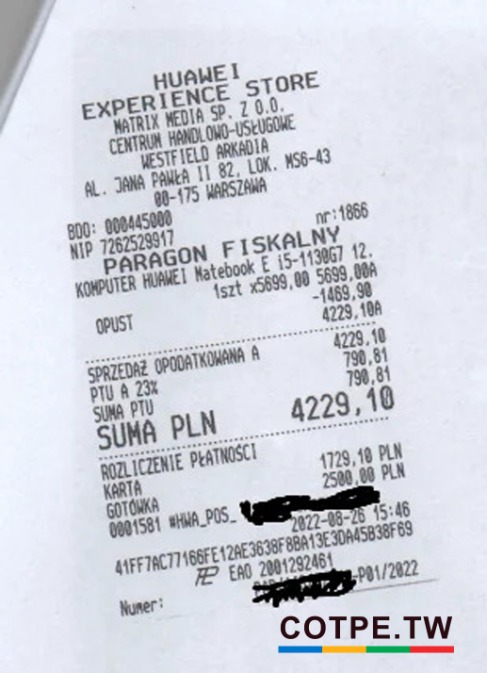 HUAWEI
EXPERIENCE STORE
MATRIX MEDIA SP. Z O.O.
CENTRUM HANDLOWO-USŁUGOWE
WESTFIELD ARKADIA
AL. JANA PAWŁA II 82, LOK. MS6-43
00-175 WARSZAWA
BDO: 000445000
NIP 7262529917 nr:1866
PARAGON FISKALNY
KOMPUTER HUAWEI Matebook E i5-1130G7 12.
1szt x5699,00 5699,00A
OPUST -1469,90
4229,10A
SPRZEDAŻ OPODATKOWANA A 4229,10
PTU A 23% 790,81
SUMA PTU 790,81
SUMA PLN 4229,10
ROZLICZENIE PŁATNOŚCI
KARTA 1729,10 PLN
GOTÓWKA 2500,00 PLN
0001581 #HWA_POS_ 2022-08-26 15:46
41FF7AC77166FE12AE3638F8BA13E3DA45B38F69
EAO 2001292461
Numer: P01/2022
COTPE.TW